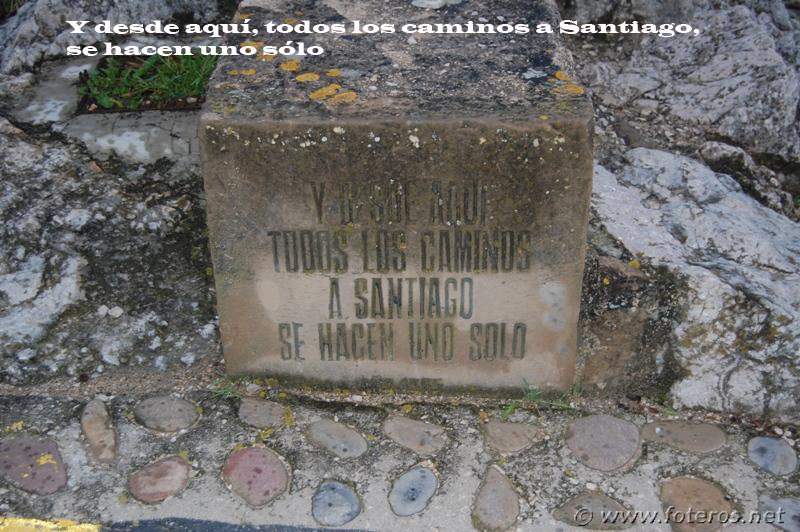 Y desde aquí, todos los caminos a Santiago,
se hacen uno sólo
Y DESDE AQUI
TODOS LOS CAMINOS
A SANTIAGO
SE HACEN UNO SOLO
© www.foteros.net